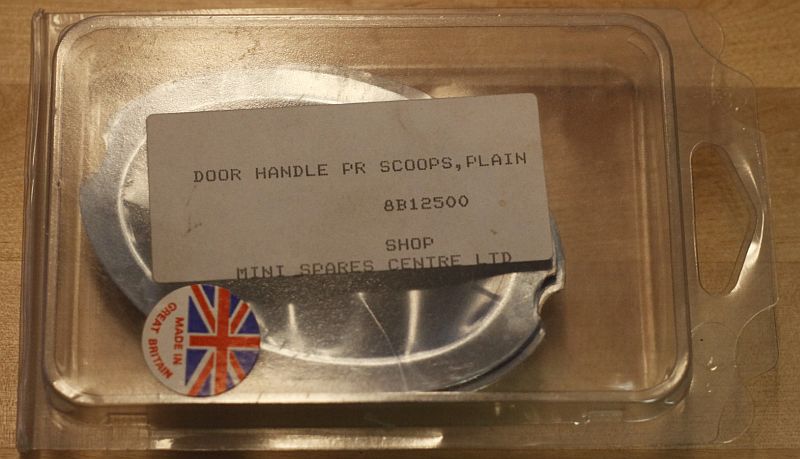 DOOR HANDLE PR SCOOPS,PLAIN
8B12500
SHOP
MINI SPARES CENTRE LTD
MADE IN
GREAT BRITAIN